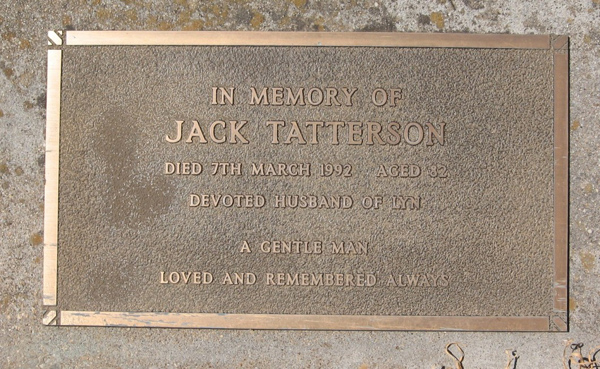 IN MEMORY OF
JACK TATTERSON
DIED 7TH MARCH 1992 AGED 82
DEVOTED HUSBAND OF LYN
A GENTLE MAN
LOVED AND REMEMBERED ALWAYS